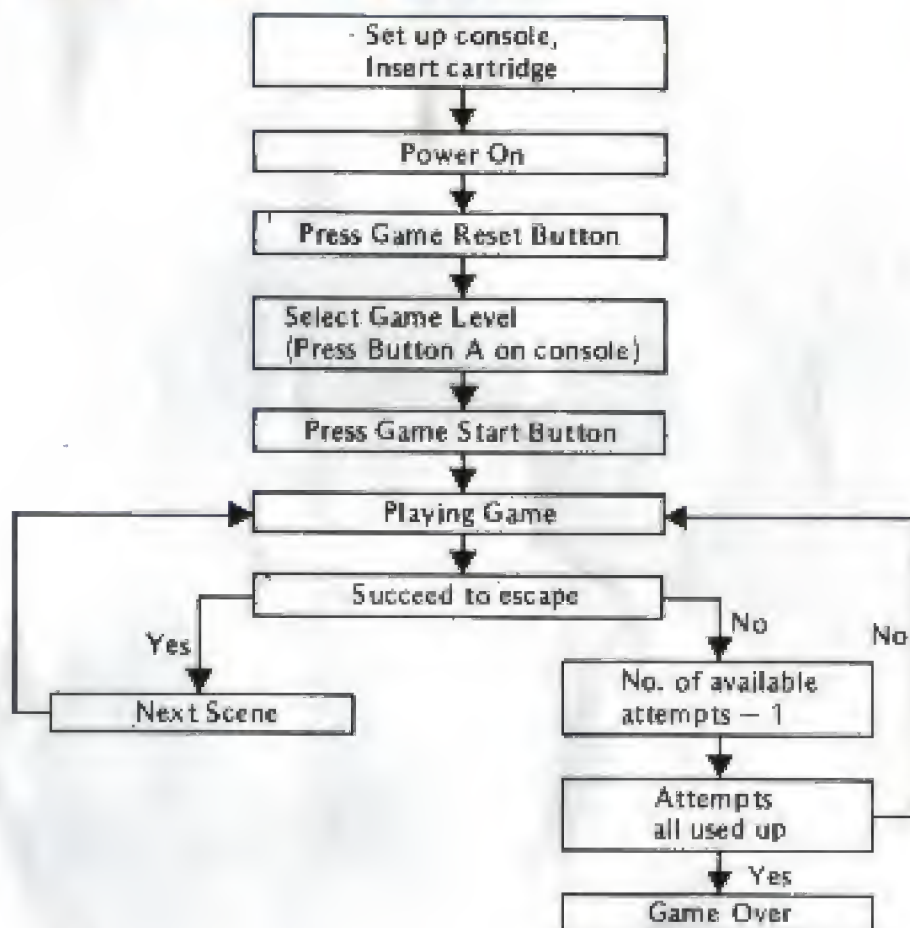 Set up console,
Insert cartridge
Power On
Press Game Reset Button
Select Game Level
(Press Button A on console)
Press Game Start Button
Playing Game
Succeed to escape
Yes
No
No
Next Scene
No. of available
attempts – 1
Attempts
all used up
Yes
Game Over